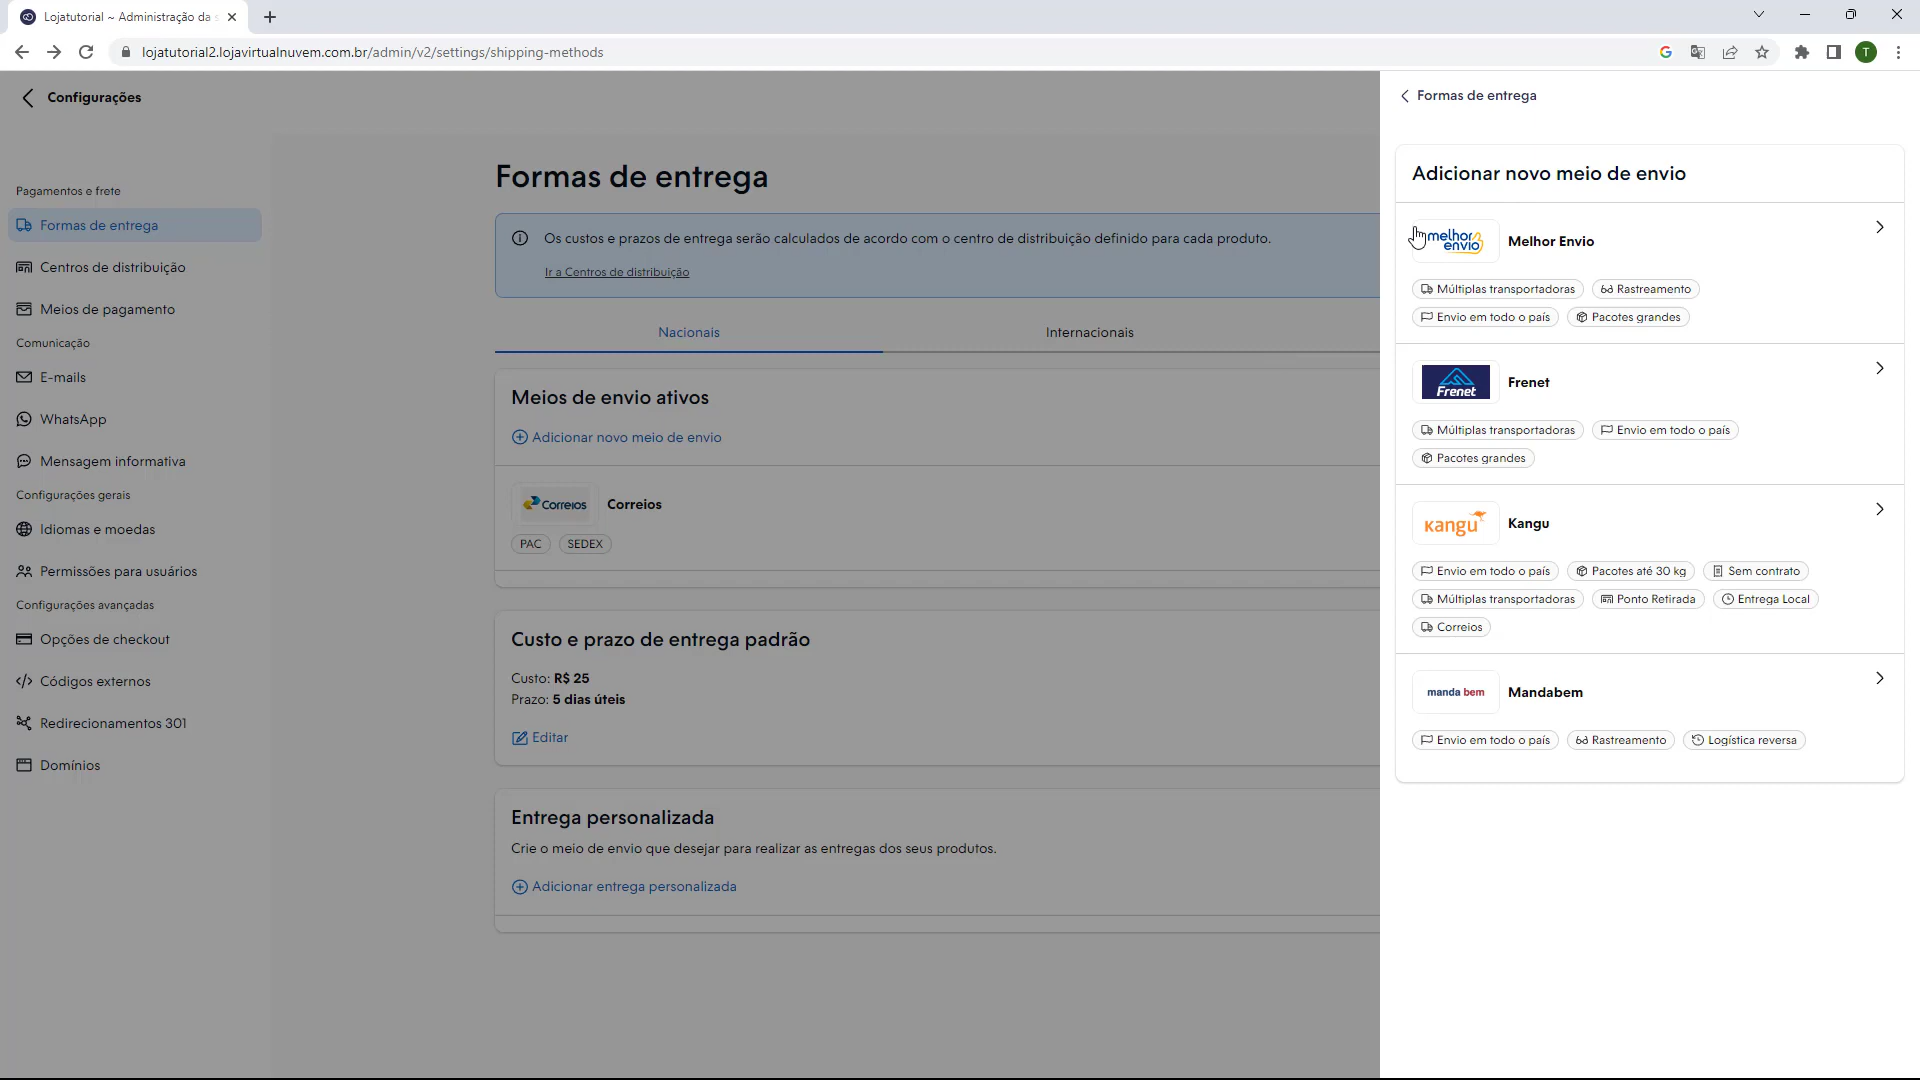 Lojatutorial ~ Administração da s
lojatutorial2.lojavirtualnuvem.com.br/admin/v2/settings/shipping-methods
T
Configurações
Pagamentos e frete
Formas de entrega
Centros de distribuição
Meios de pagamento
Comunicação
E-mails
WhatsApp
Mensagem informativa
Configurações gerais
Idiomas e moedas
Permissões para usuários
Configurações avançadas
Opções de checkout
Códigos externos
Redirecionamentos 301
Domínios
Formas de entrega
Os custos e prazos de entrega serão calculados de acordo com o centro de distribuição definido para cada produto.
Ir a Centros de distribuição
Nacionais Internacionais
Meios de envio ativos
Adicionar novo meio de envio
Correios Correios
PAC SEDEX
Custo e prazo de entrega padrão
Custo: R$ 25
Prazo: 5 dias úteis
Editar
Entrega personalizada
Crie o meio de envio que desejar para realizar as entregas dos seus produtos.
Adicionar entrega personalizada
Formas de entrega
Adicionar novo meio de envio
melhor envio Melhor Envio
Múltiplas transportadoras Rastreamento
Envio em todo o país Pacotes grandes
Frenet Frenet
Múltiplas transportadoras Envio em todo o país
Pacotes grandes
kangu Kangu
Envio em todo o país Pacotes até 30 kg Sem contrato
Múltiplas transportadoras Ponto Retirada Entrega Local
Correios
manda bem Mandabem
Envio em todo o país Rastreamento Logística reversa